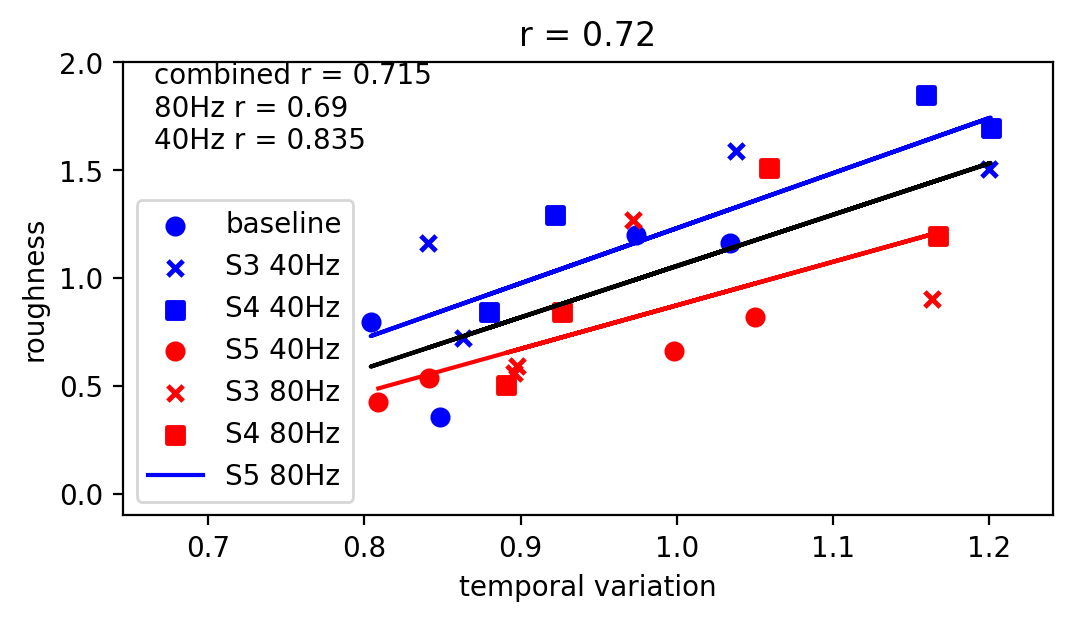 r = 0.72
combined r = 0.715
80Hz r = 0.69
40Hz r = 0.835
baseline
S3 40Hz
S4 40Hz
S5 40Hz
S3 80Hz
S4 80Hz
S5 80Hz
roughness
2.0
1.5
1.0
0.5
0.0
0.7 0.8 0.9 1.0 1.1 1.2
temporal variation